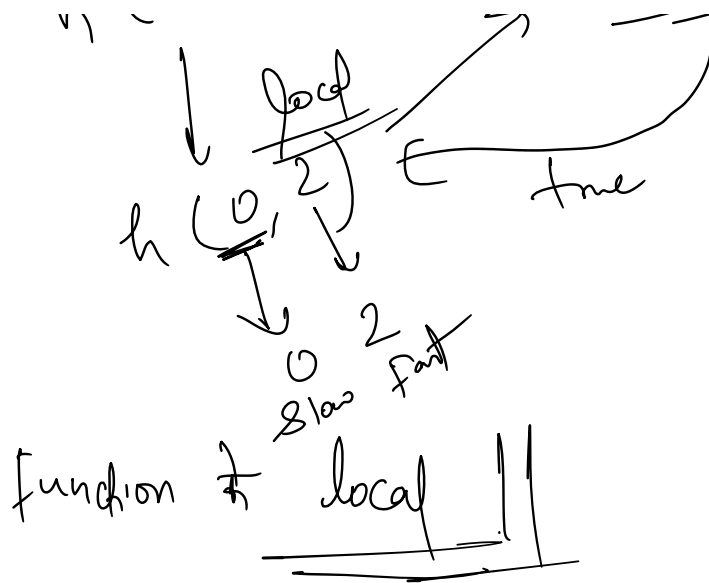 local
h (0, 2)
true
0 2
slow fast
Function के local